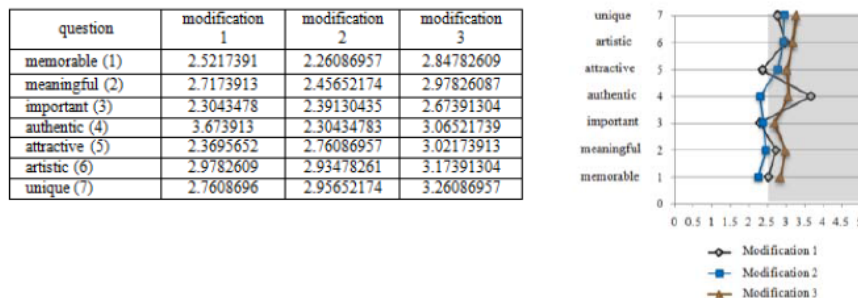 question modification 1 modification 2 modification 3
memorable (1) 2.5217391 2.26086957 2.84782609
meaningful (2) 2.7173913 2.45652174 2.97826087
important (3) 2.3043478 2.39130435 2.67391304
authentic (4) 3.673913 2.30434783 3.06521739
attractive (5) 2.3695652 2.76086957 3.02173913
artistic (6) 2.9782609 2.93478261 3.17391304
unique (7) 2.7608696 2.95652174 3.26086957
unique 7
artistic 6
attractive 5
authentic 4
important 3
meaningful 2
memorable 1
0
0 0.5 1 1.5 2 2.5 3 3.5 4 4.5
Modification 1
Modification 2
Modification 3